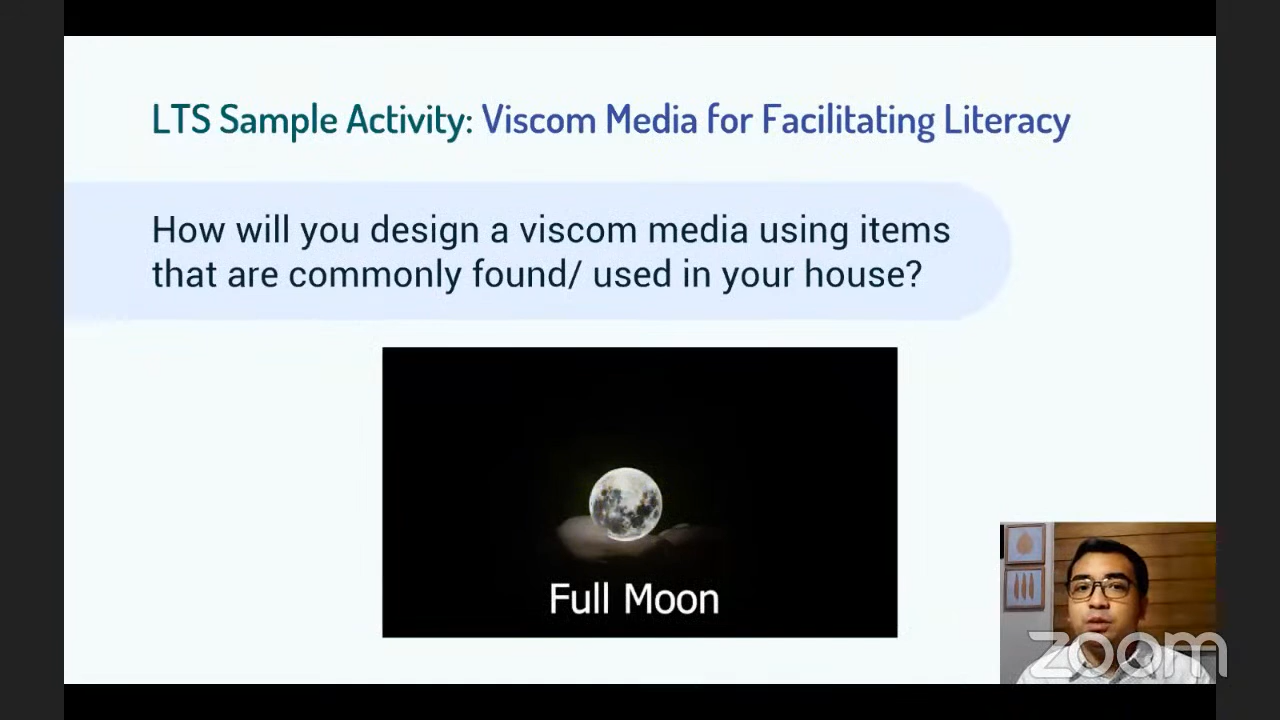 LTS Sample Activity: Viscom Media for Facilitating Literacy
How will you design a viscom media using items
that are commonly found/ used in your house?
Full Moon
zoom